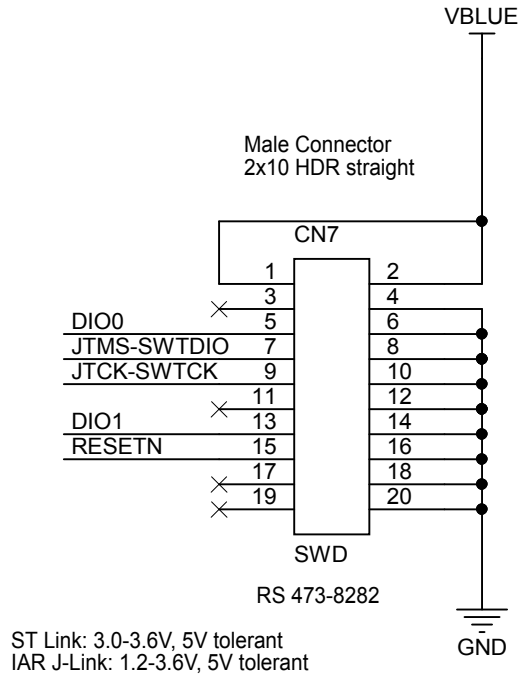 VBLUE
Male Connector
2x10 HDR straight
CN7
1 2
3 4
DIO0 5 6
JTMS-SWTDIO 7 8
JTCK-SWTCK 9 10
11 12
DIO1 13 14
RESETN 15 16
17 18
19 20
SWD
RS 473-8282
GND
ST Link: 3.0-3.6V, 5V tolerant
IAR J-Link: 1.2-3.6V, 5V tolerant